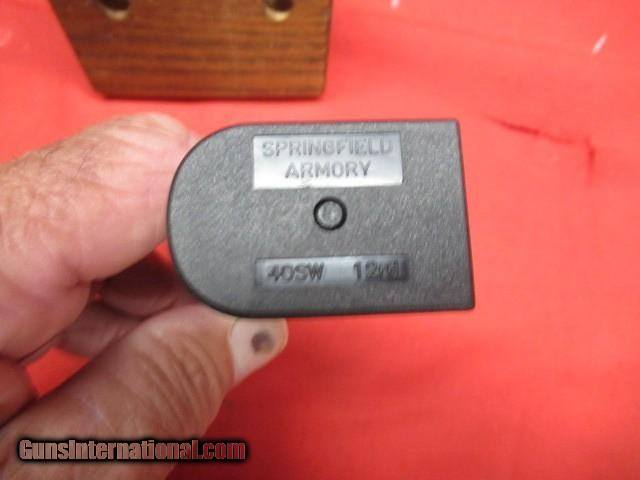 SPRINGFIELD
ARMORY
40SW 12rd
GunsInternational.com